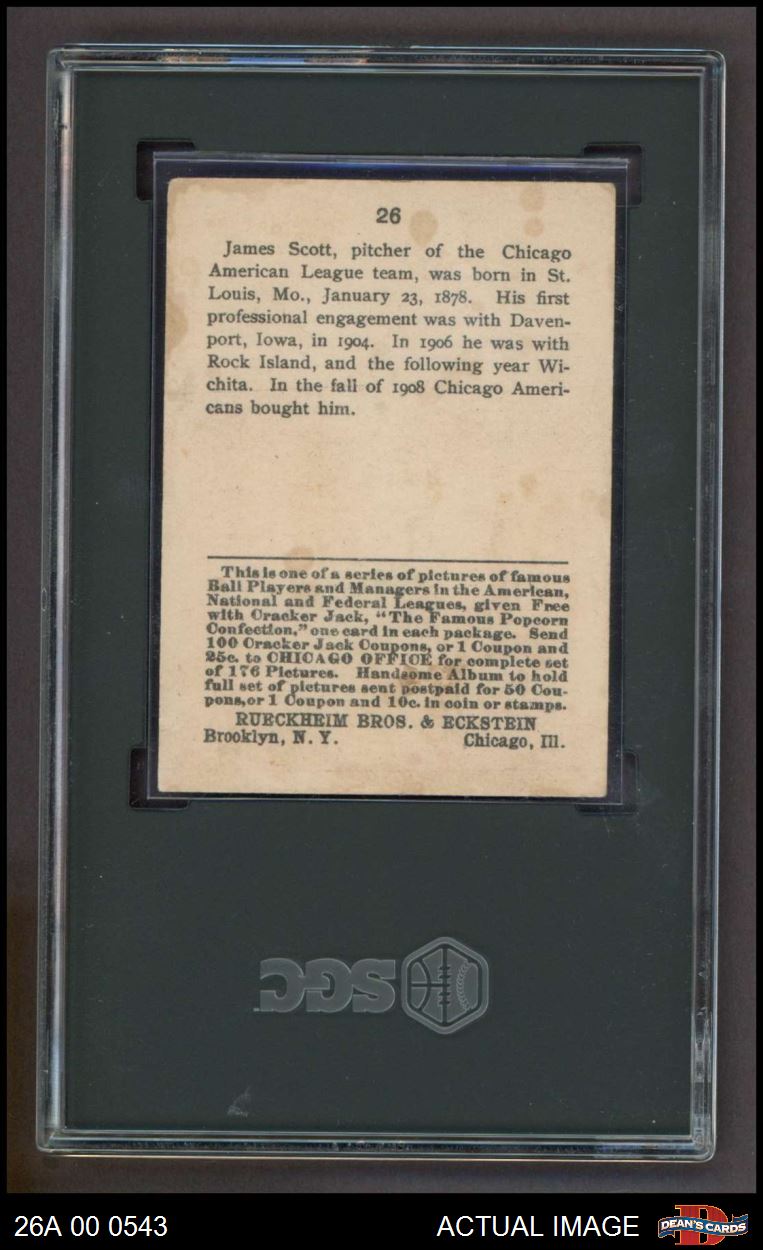 26
James Scott, pitcher of the Chicago
American League team, was born in St.
Louis, Mo., January 23, 1878. His first
professional engagement was with Daven-
port, Iowa, in 1904. In 1906 he was with
Rock Island, and the following year Wi-
chita. In the fall of 1908 Chicago Ameri-
cans bought him.
This is one of a series of pictures of famous
Ball Players and Managers in the American,
National and Federal Leagues, given Free
with Cracker Jack, "The Famous Popcorn
Confection," one card in each package. Send
100 Cracker Jack Coupons, or 1 Coupon and
25c. to CHICAGO OFFICE for complete set
of 176 Pictures. Handsome Album to hold
full set of pictures sent postpaid for 50 Cou-
pons, or 1 Coupon and 10c. in coin or stamps.
RUECKHEIM BROS. & ECKSTEIN
Brooklyn, N. Y. Chicago, Ill.
SGC
26A 00 0543 ACTUAL IMAGE DEAN'S CARDS